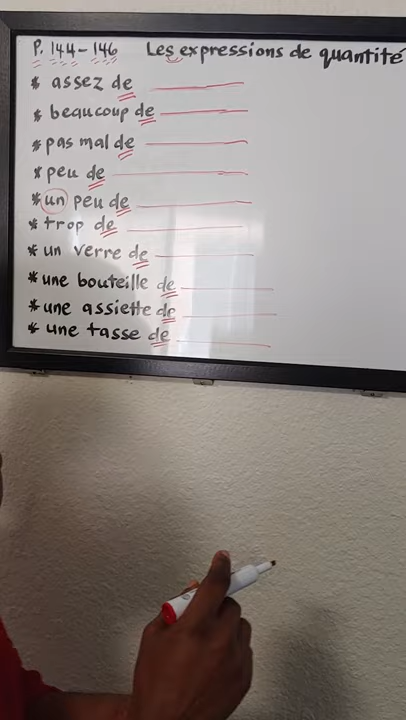 P. 144-146 Les expressions de quantité
* assez de
* beaucoup de
* pas mal de
* peu de
* un peu de
* trop de
* un verre de
* une bouteille de
* une assiette de
* une tasse de